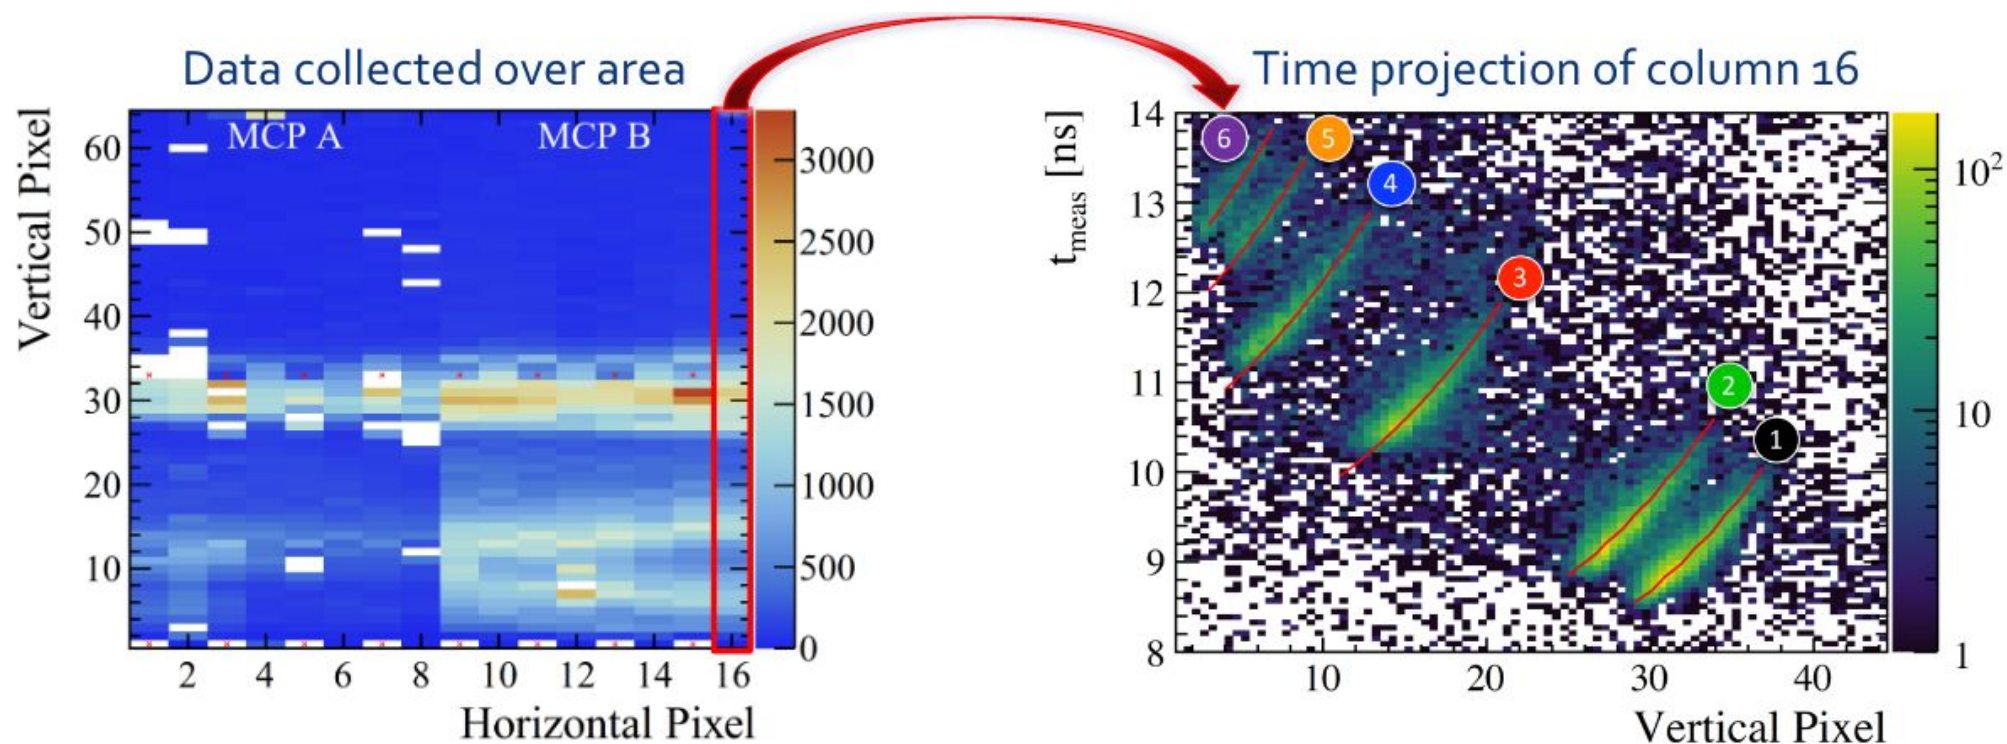 Data collected over area
Time projection of column 16
Vertical Pixel
60
50
40
30
20
10
MCP A
MCP B
3000
2500
2000
1500
1000
500
0
2 4 6 8 10 12 14 16
Horizontal Pixel
t_meas [ns]
14
13
12
11
10
9
8
6
5
4
3
2
1
10²
10
1
10 20 30 40
Vertical Pixel